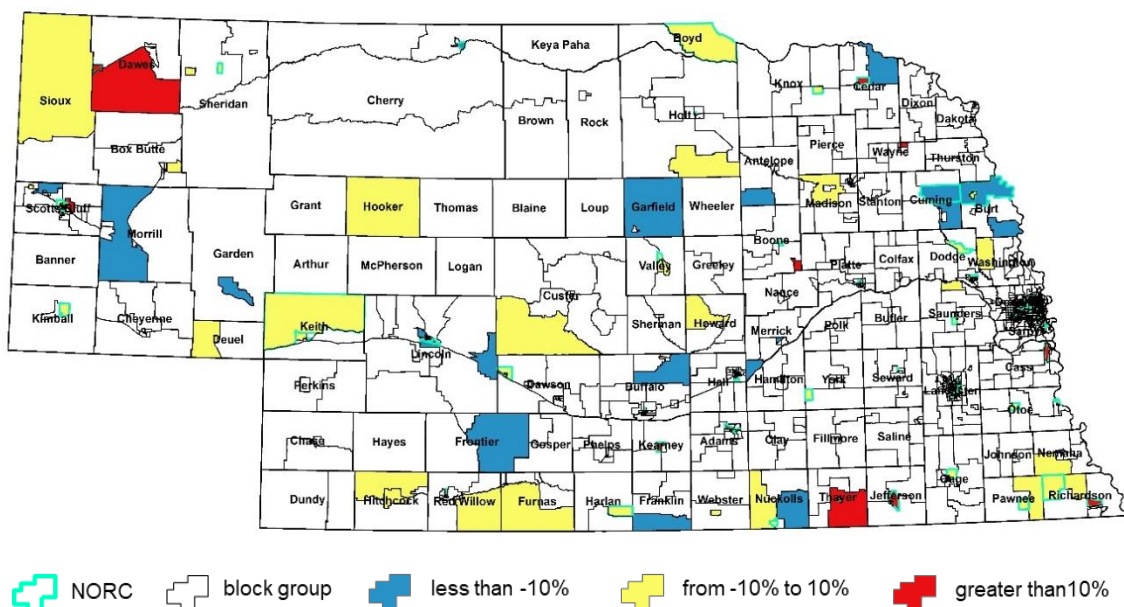 Boyd
Keya Paha
Dawes
Knox
Cedar
Sioux
Sheridan
Cherry
Dixon
Brown
Rock
Holt
Dakota
Box Butte
Pierce
Wayne
Antelope
Thurston
Scotts Bluff
Grant
Hooker
Thomas
Blaine
Loup
Garfield
Wheeler
Madison
Stanton
Cuming
Burt
Morrill
Banner
Garden
Arthur
McPherson
Logan
Valley
Greeley
Boone
Platte
Colfax
Dodge
Washington
Custer
Nance
Kimball
Cheyenne
Keith
Sherman
Howard
Merrick
Polk
Butler
Saunders
Sarpy
Deuel
Lincoln
Cass
Perkins
Dawson
Buffalo
Hall
Hamilton
York
Seward
Lancaster
Otoe
Chase
Hayes
Frontier
Gosper
Phelps
Kearney
Adams
Clay
Fillmore
Saline
Johnson
Nemaha
Gage
Dundy
Hitchcock
Red Willow
Furnas
Harlan
Franklin
Webster
Nuckolls
Thayer
Jefferson
Pawnee
Richardson
NORC
block group
less than -10%
from -10% to 10%
greater than10%